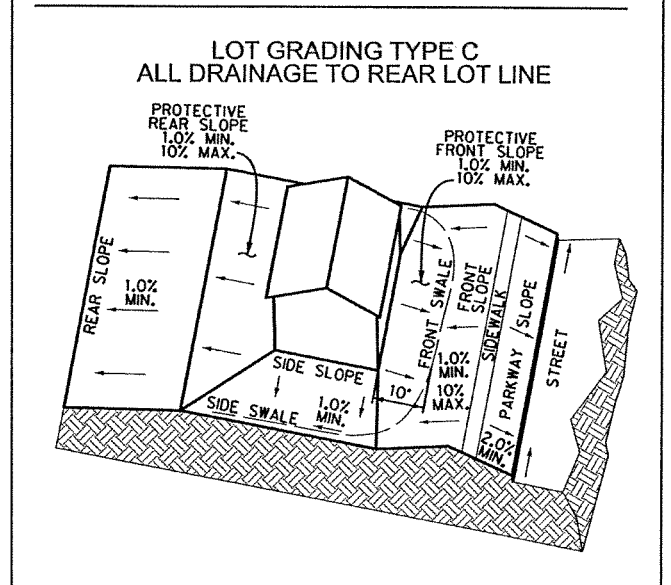 LOT GRADING TYPE C
ALL DRAINAGE TO REAR LOT LINE
PROTECTIVE
REAR SLOPE
1.0% MIN.
10% MAX.
PROTECTIVE
FRONT SLOPE
1.0% MIN.
10% MAX.
REAR SLOPE
1.0%
MIN.
SIDE SLOPE
SIDE SWALE
1.0%
MIN.
10'
FRONT SWALE
1.0%
MIN.
10%
MAX.
FRONT
SLOPE
SIDEWALK
PARKWAY SLOPE
2.0%
MIN.
STREET